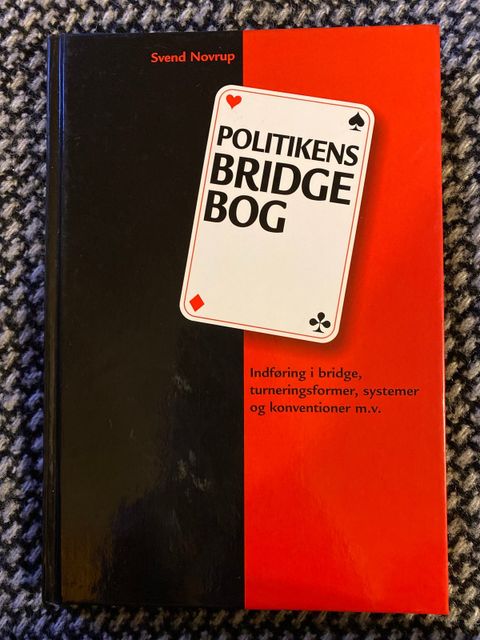 Svend Novrup
POLITIKENS
BRIDGE
BOG
Indføring i bridge,
turneringsformer, systemer
og konventioner m.v.